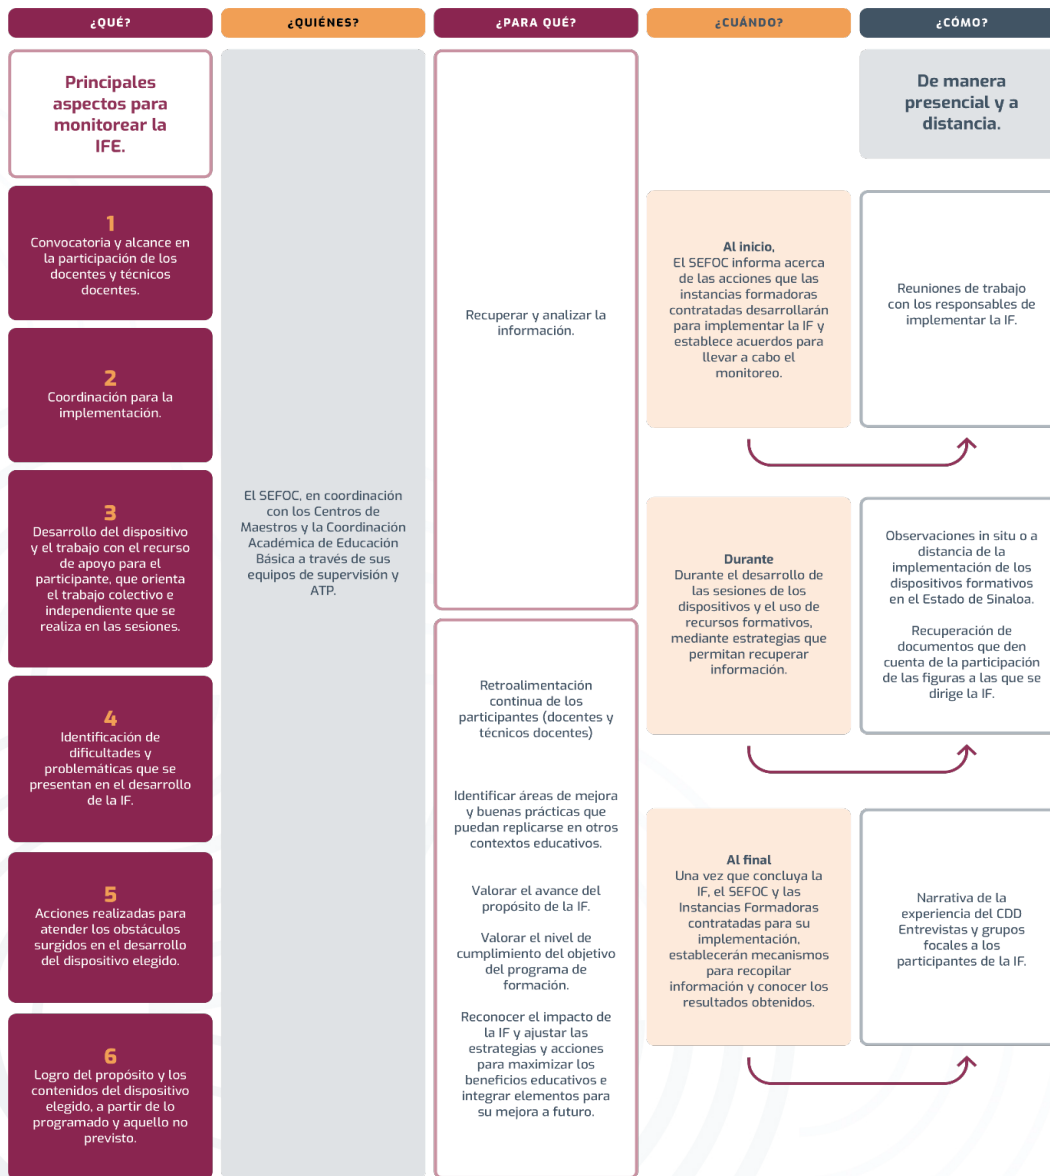 ¿QUÉ?
¿QUIÉNES?
¿PARA QUÉ?
¿CUÁNDO?
¿CÓMO?
Principales
aspectos para
monitorear la
IFE.
1
Convocatoria y alcance en
la participación de los
docentes y técnicos
docentes.
2
Coordinación para la
implementación.
3
Desarrollo del dispositivo
y el trabajo con el recurso
de apoyo para el
participante, que orienta
el trabajo colectivo e
independiente que se
realiza en las sesiones.
4
Identificación de
dificultades y
problemáticas que se
presentan en el desarrollo
de la IF.
5
Acciones realizadas para
atender los obstáculos
surgidos en el desarrollo
del dispositivo elegido.
6
Logro del propósito y los
contenidos del dispositivo
elegido, a partir de lo
programado y aquello no
previsto.
El SEFOC, en coordinación
con los Centros de
Maestros y la Coordinación
Académica de Educación
Básica a través de sus
equipos de supervisión y
ATP.
Recuperar y analizar la
información.
Retroalimentación
continua de los
participantes (docentes y
técnicos docentes)
Identificar áreas de mejora
y buenas prácticas que
puedan replicarse en otros
contextos educativos.
Valorar el avance del
propósito de la IF.
Valorar el nivel de
cumplimiento del objetivo
del programa de
formación.
Reconocer el impacto de
la IF y ajustar las
estrategias y acciones
para maximizar los
beneficios educativos e
integrar elementos para
su mejora a futuro.
Al inicio,
El SEFOC informa acerca
de las acciones que las
instancias formadoras
contratadas desarrollarán
para implementar la IF y
establece acuerdos para
llevar a cabo el
monitoreo.
Durante
Durante el desarrollo de
las sesiones de los
dispositivos y el uso de
recursos formativos,
mediante estrategias que
permitan recuperar
información.
Al final
Una vez que concluya la
IF, el SEFOC y las
Instancias Formadoras
contratadas para su
implementación,
establecerán mecanismos
para recopilar
información y conocer los
resultados obtenidos.
De manera
presencial y a
distancia.
Reuniones de trabajo
con los responsables de
implementar la IF.
Observaciones in situ o a
distancia de la
implementación de los
dispositivos formativos
en el Estado de Sinaloa.
Recuperación de
documentos que den
cuenta de la participación
de las figuras a las que se
dirige la IF.
Narrativa de la
experiencia del CDD
Entrevistas y grupos
focales a los
participantes de la IF.